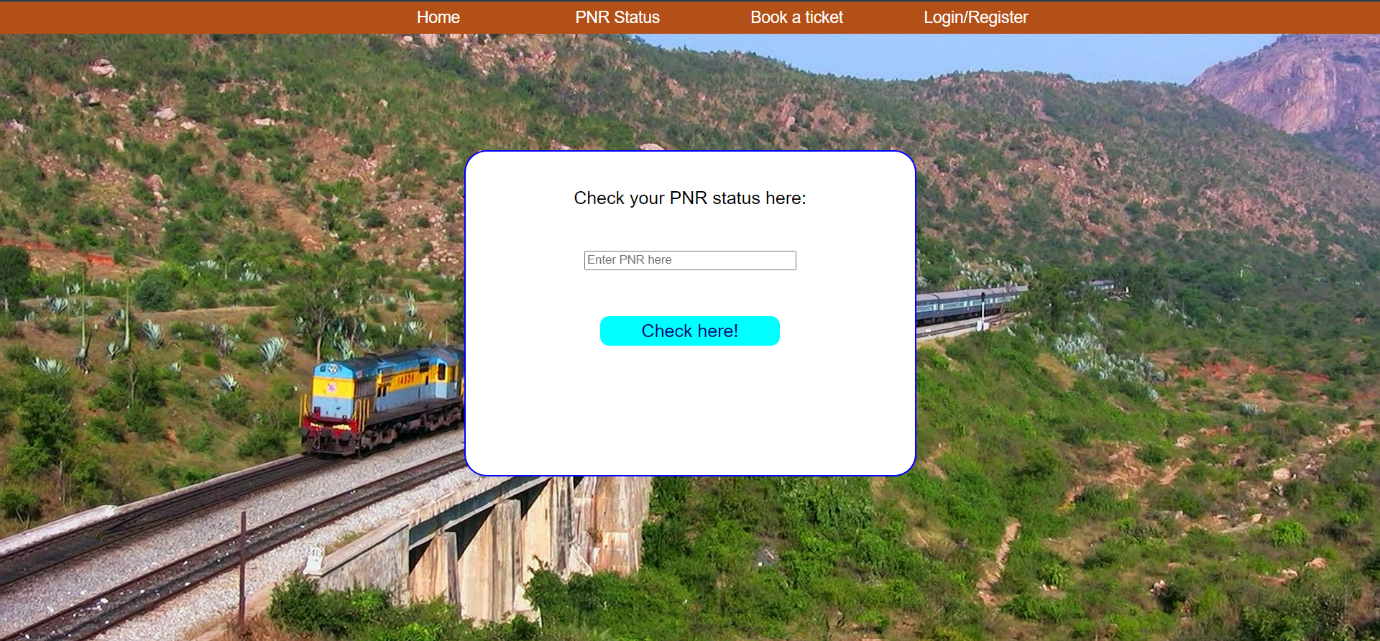 Home PNR Status Book a ticket Login/Register
Check your PNR status here:
Enter PNR here
Check here!